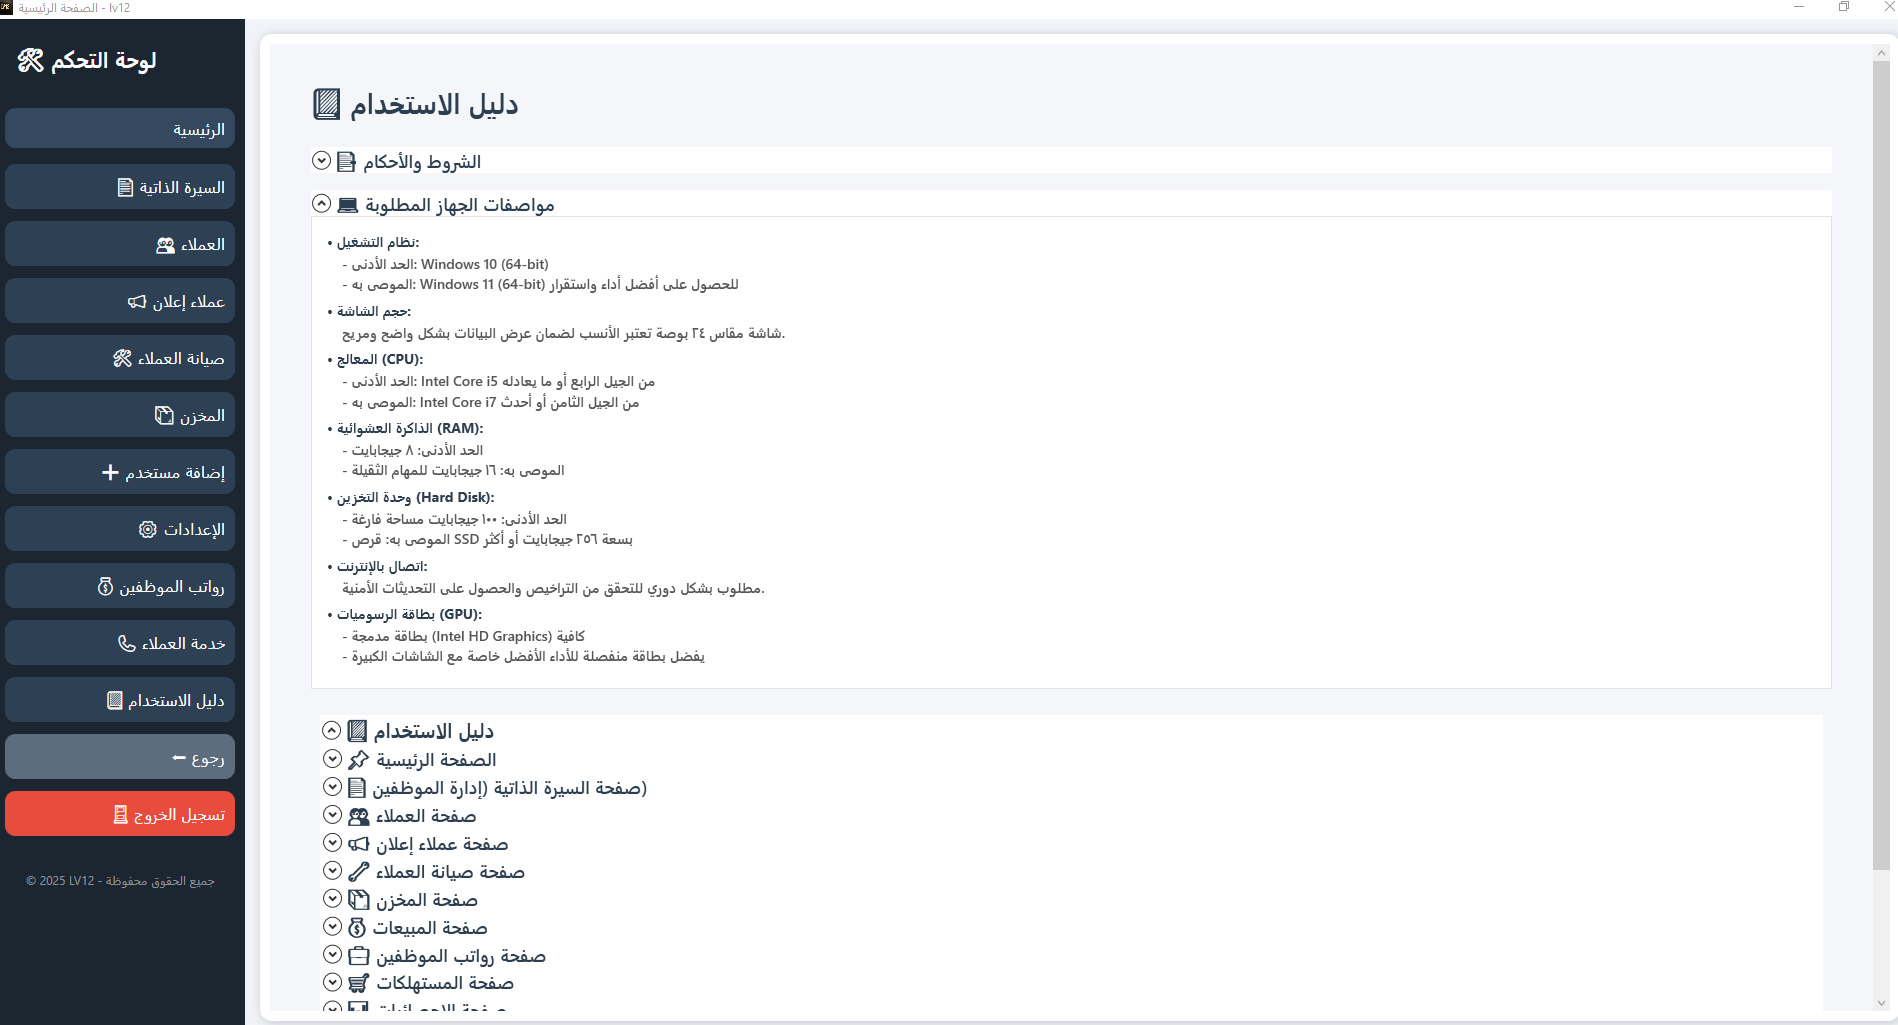 lv12 - الصفحة الرئيسية
لوحة التحكم
الرئيسية
السيرة الذاتية
العملاء
عملاء إعلان
صيانة العملاء
المخزن
إضافة مستخدم
الإعدادات
رواتب الموظفين
خدمة العملاء
دليل الاستخدام
رجوع
تسجيل الخروج
جميع الحقوق محفوظة - LV12 2025 ©
دليل الاستخدام
الشروط والأحكام
مواصفات الجهاز المطلوبة
• نظام التشغيل:
- الحد الأدنى: Windows 10 (64-bit)
- الموصى به: Windows 11 (64-bit) للحصول على أفضل أداء واستقرار
• حجم الشاشة:
شاشة مقاس ٢٤ بوصة تعتبر الأنسب لضمان عرض البيانات بشكل واضح ومريح.
• المعالج (CPU):
- الحد الأدنى: Intel Core i5 من الجيل الرابع أو ما يعادله
- الموصى به: Intel Core i7 من الجيل الثامن أو أحدث
• الذاكرة العشوائية (RAM):
- الحد الأدنى: ٨ جيجابايت
- الموصى به: ١٦ جيجابايت للمهام الثقيلة
• وحدة التخزين (Hard Disk):
- الحد الأدنى: ١٠٠ جيجابايت مساحة فارغة
- الموصى به: قرص SSD بسعة ٢٥٦ جيجابايت أو أكثر
• اتصال بالإنترنت:
مطلوب بشكل دوري للتحقق من التراخيص والحصول على التحديثات الأمنية.
• بطاقة الرسوميات (GPU):
- بطاقة مدمجة (Intel HD Graphics) كافية
- يفضل بطاقة منفصلة للأداء الأفضل خاصة مع الشاشات الكبيرة
دليل الاستخدام
الصفحة الرئيسية
صفحة السيرة الذاتية (إدارة الموظفين)
صفحة العملاء
صفحة عملاء إعلان
صفحة صيانة العملاء
صفحة المخزن
صفحة المبيعات
صفحة رواتب الموظفين
صفحة المستهلكات